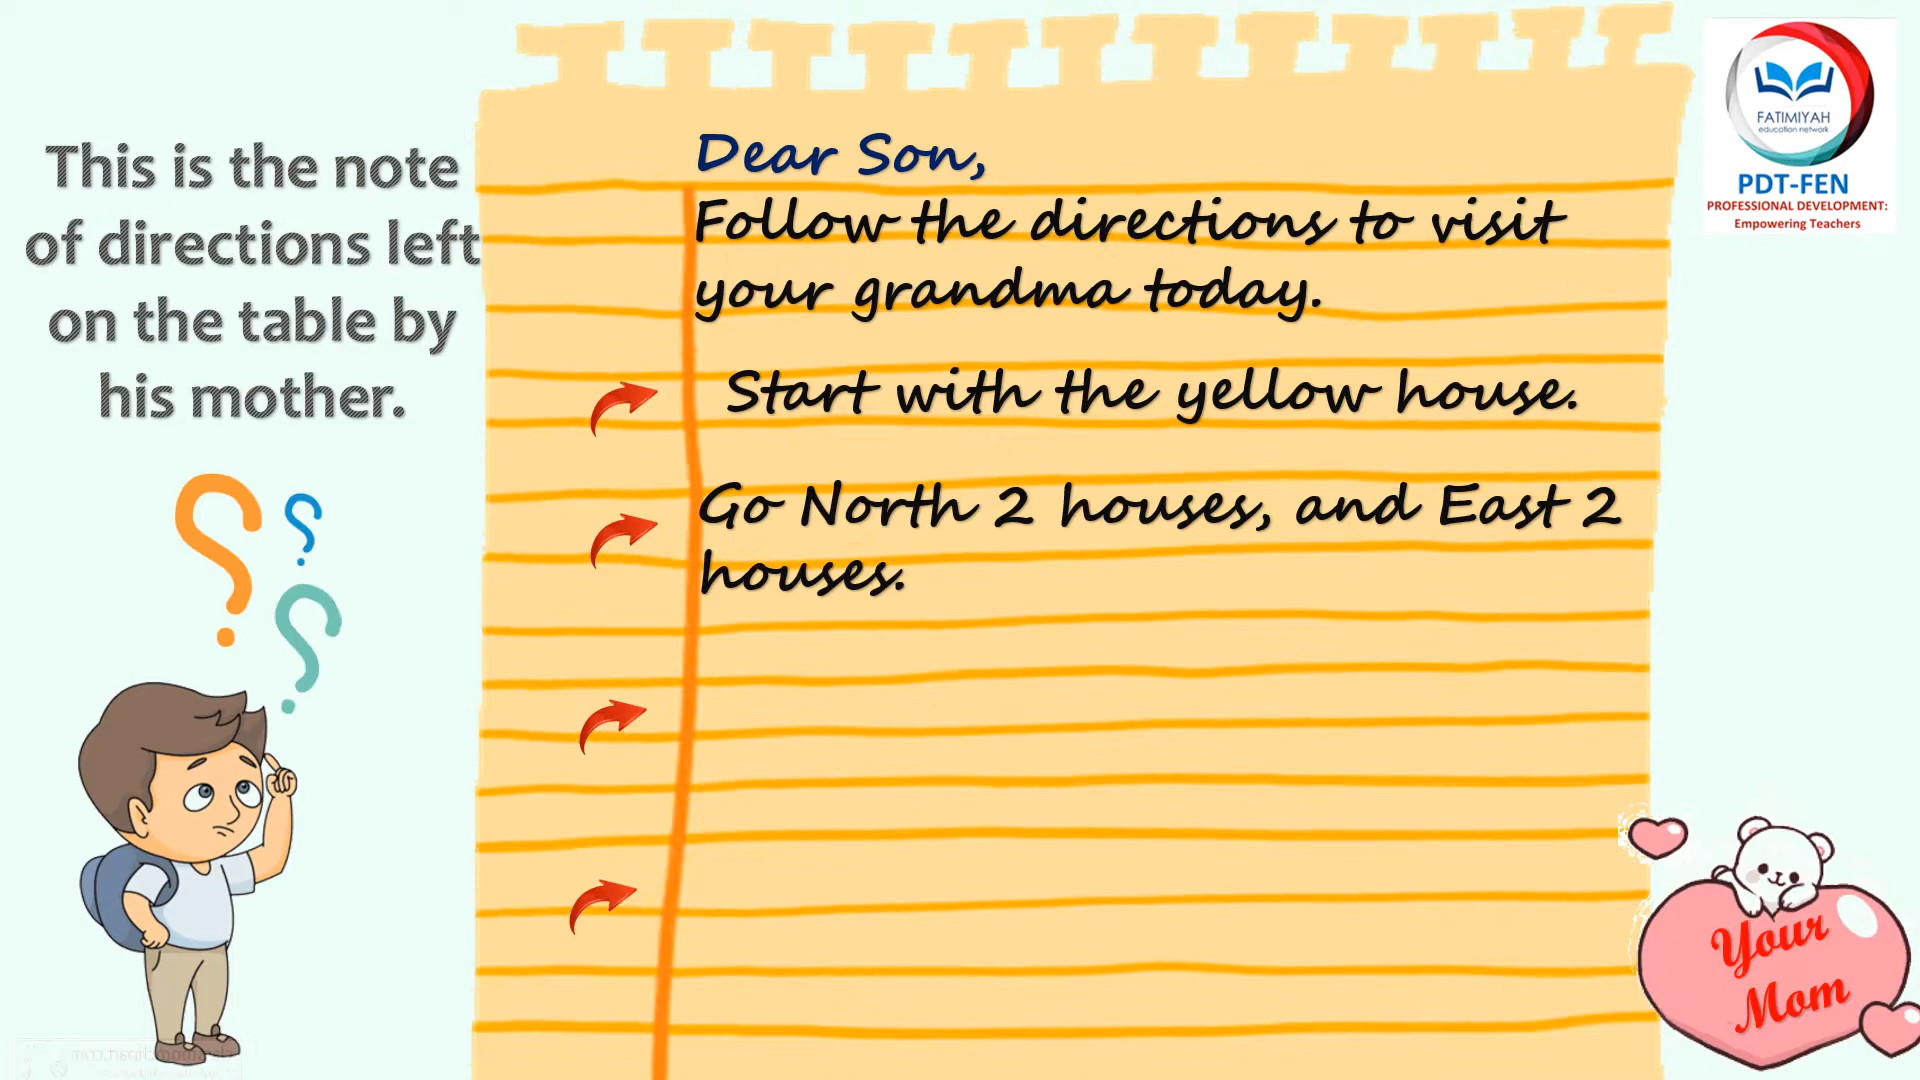 This is the note
of directions left
on the table by
his mother.
Dear Son,
Follow the directions to visit
your grandma today.
Start with the yellow house.
Go North 2 houses, and East 2
houses.
FATIMIYAH
education network
PDT-FEN
PROFESSIONAL DEVELOPMENT:
Empowering Teachers
Your
Mom